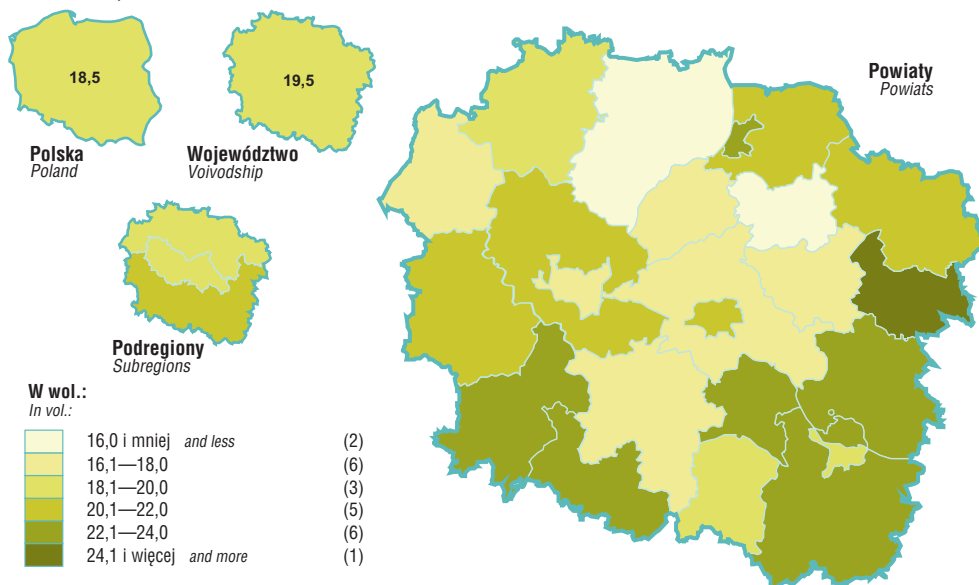 18,5
19,5
Polska
Poland
Województwo
Voivodship
Powiaty
Powiats
Podregiony
Subregions
W wol.:
In vol.:
16,0 i mniej and less (2)
16,1—18,0 (6)
18,1—20,0 (3)
20,1—22,0 (5)
22,1—24,0 (6)
24,1 i więcej and more (1)